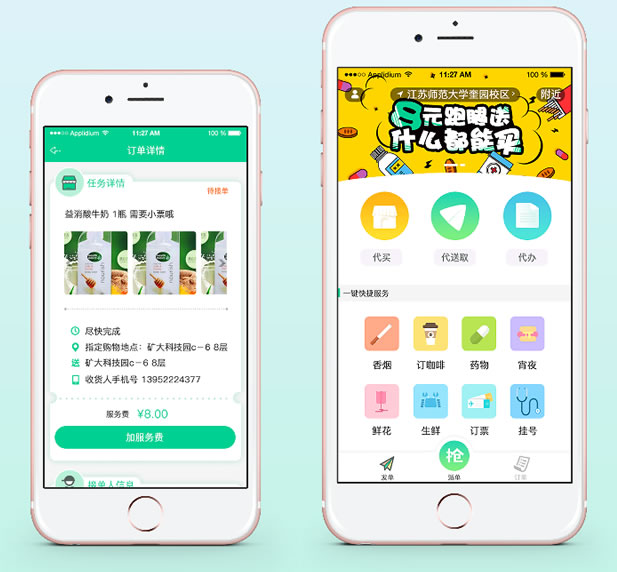 Applidium 11:27 AM 100 %
订单详情
任务详情
待接单
益消酸牛奶 1瓶 需要小票哦
nourish
nourish
尽快完成
指定购物地点：矿大科技园c－6 8层
送 矿大科技园c－6 8层
收货人手机号 13952224377
服务费 ¥8.00
加服务费
接单人信息
Applidium 11:27 AM 100 %
江苏师范大学奎园校区
附近
9元跑腿送
什么都能买
代买 代送取 代办
一键快捷服务
香烟 订咖啡 药物 宵夜
鲜花 生鲜 订票 挂号
抢
发单 派单 订单